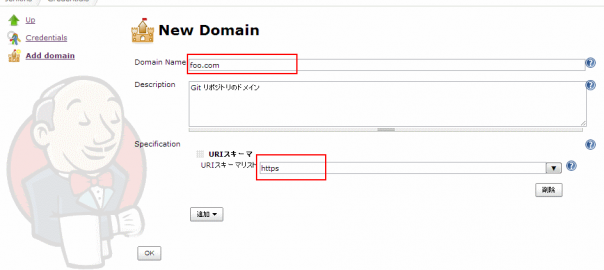 Jenkins Credentials
Up
Credentials
Add domain
New Domain
Domain Name foo.com
Description Git リポジトリのドメイン
Specification
URIスキーマ
URIスキーマリスト https
削除
追加
OK